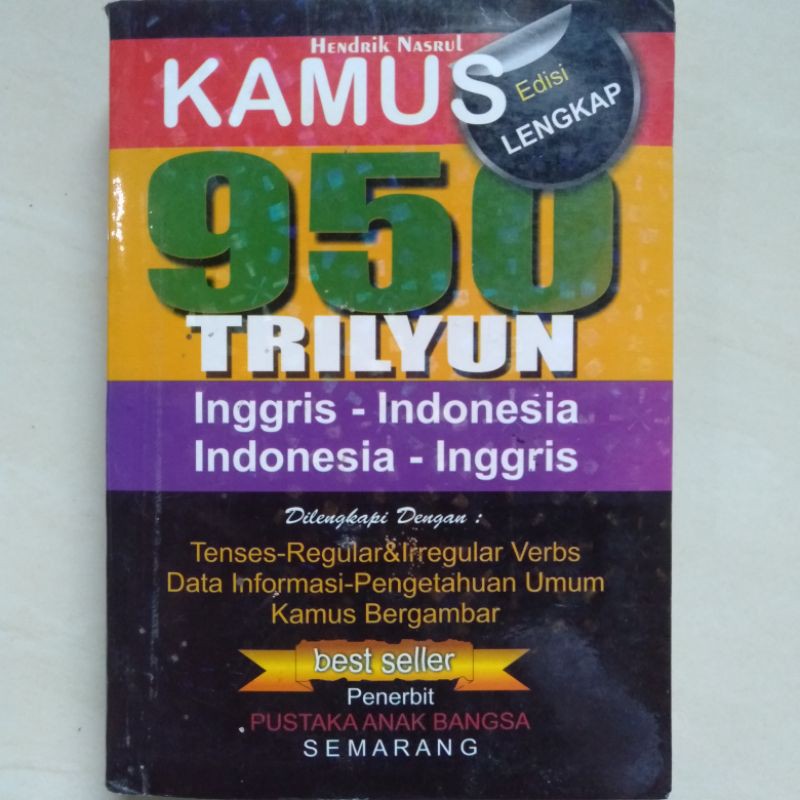 Hendrik Nasrul
KAMUS
Edisi
LENGKAP
950
TRILYUN
Inggris - Indonesia
Indonesia - Inggris
Dilengkapi Dengan :
Tenses-Regular&Irregular Verbs
Data Informasi-Pengetahuan Umum
Kamus Bergambar
best seller
Penerbit
PUSTAKA ANAK BANGSA
SEMARANG